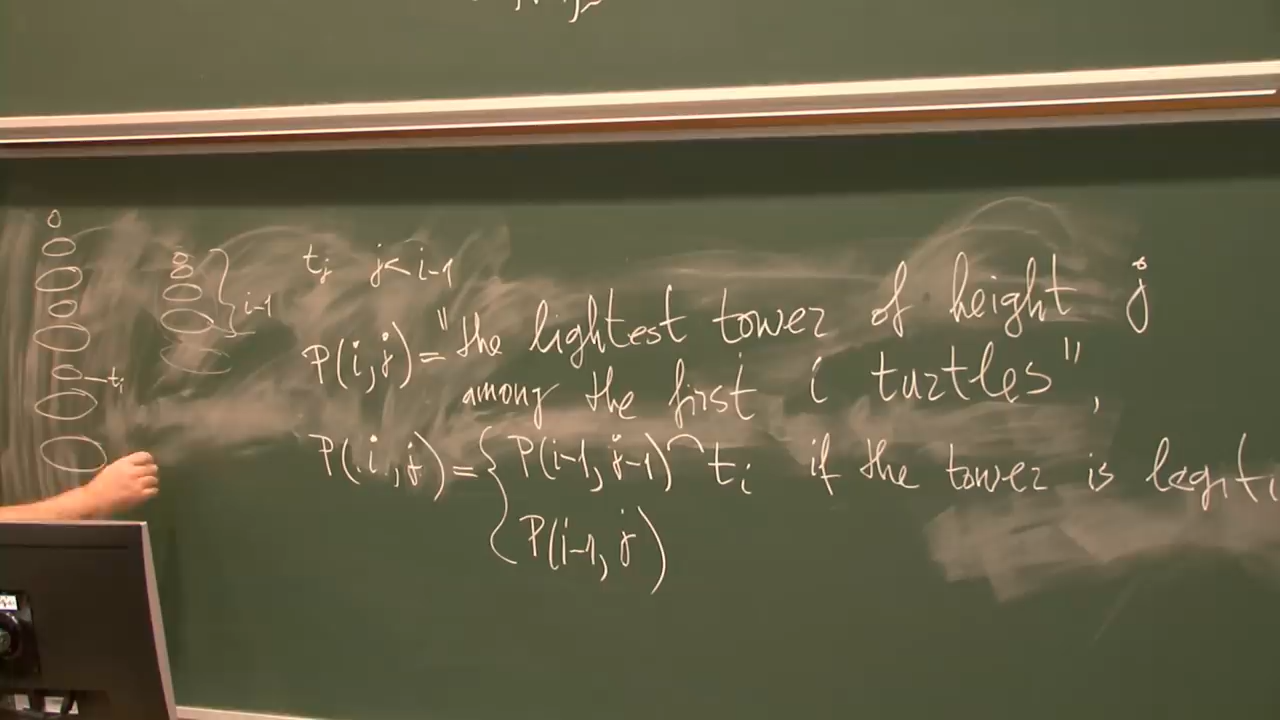 t_j j < i-1
} i-1
P(i,j) = "the lightest tower of height j
among the first i turtles",
t_i
P(i,j) = { P(i-1, j-1) ⌢ t_i if the tower is legiti
P(i-1, j)